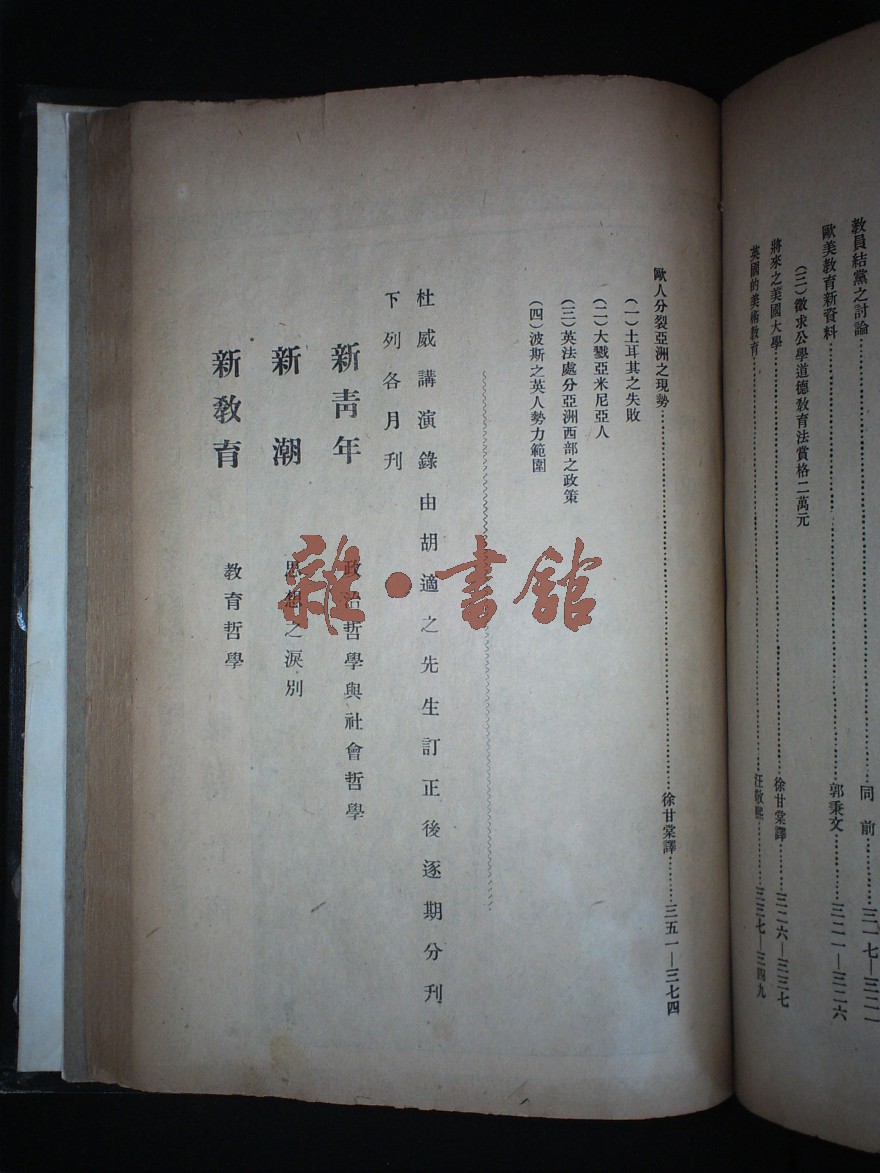 教員結黨之討論…………同前…………三一七—三二一
歐美教育新資料…………郭秉文…………三二一—三二六
(三)徵求公學道德教育法賞格二萬元
將來之美國大學…………徐甘棠譯…………三二六—三三七
英國的美術教育…………汪敬熙…………三三七—三四九
歐人分裂亞洲之現勢…………徐甘棠譯…………三五一—三七四
(一)土耳其之失敗
(二)大戮亞米尼亞人
(三)英法處分亞洲西部之政策
(四)波斯之英人勢力範圍
杜威講演錄由胡適之先生訂正後逐期分刊
下列各月刊
新青年 政治哲學與社會哲學
新潮 思想之派別
新教育 教育哲學
雜·書館